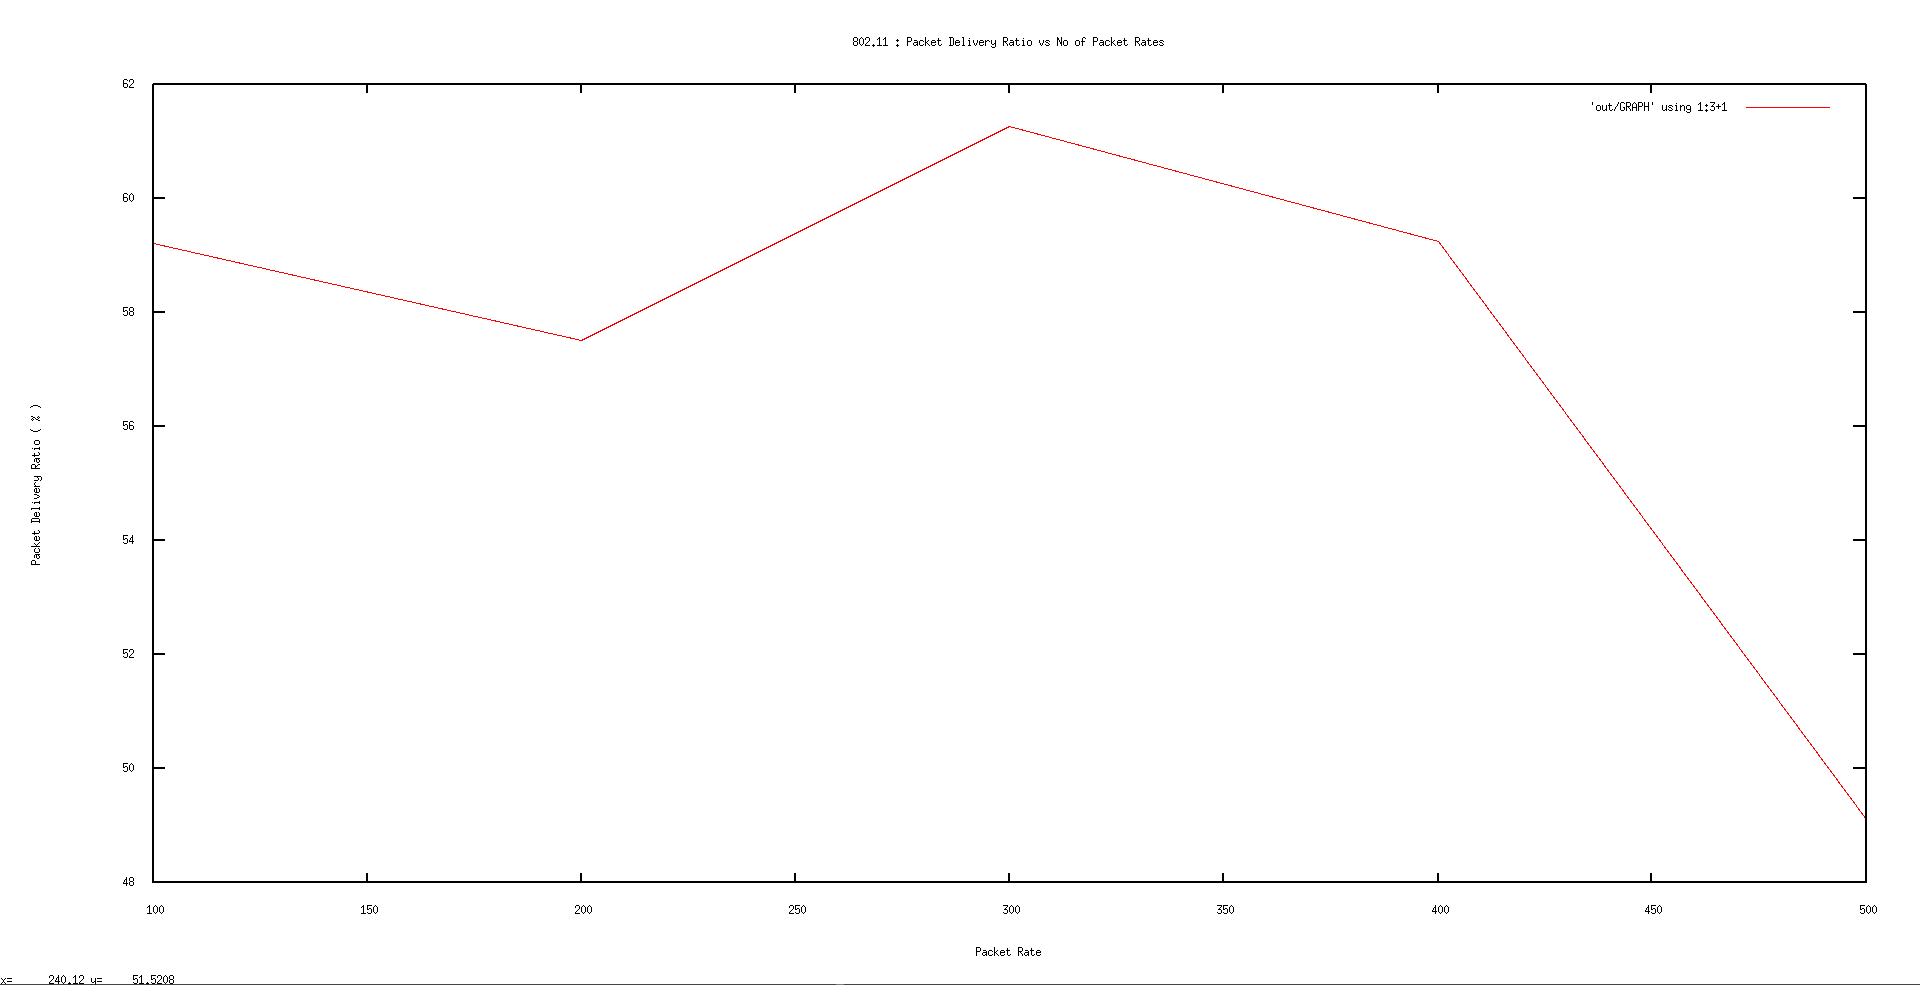 802.11 : Packet Delivery Ratio vs No of Packet Rates
'out/GRAPH' using 1:3+1
62
60
58
56
54
52
50
48
Packet Delivery Ratio ( % )
100 150 200 250 300 350 400 450 500
Packet Rate
x= 240.12 y= 51.5208